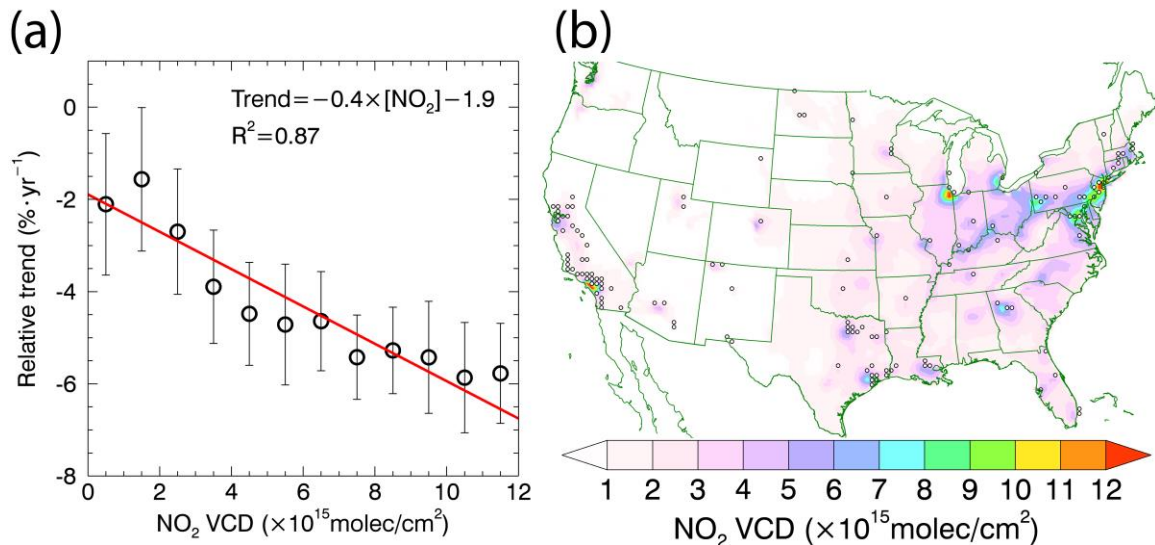 (a)
Trend=−0.4×[NO₂]−1.9
R²=0.87
0
-2
-4
-6
-8
Relative trend (%·yr⁻¹)
0 2 4 6 8 10 12
NO₂ VCD (×10¹⁵molec/cm²)
(b)
1 2 3 4 5 6 7 8 9 10 11 12
NO₂ VCD (×10¹⁵molec/cm²)